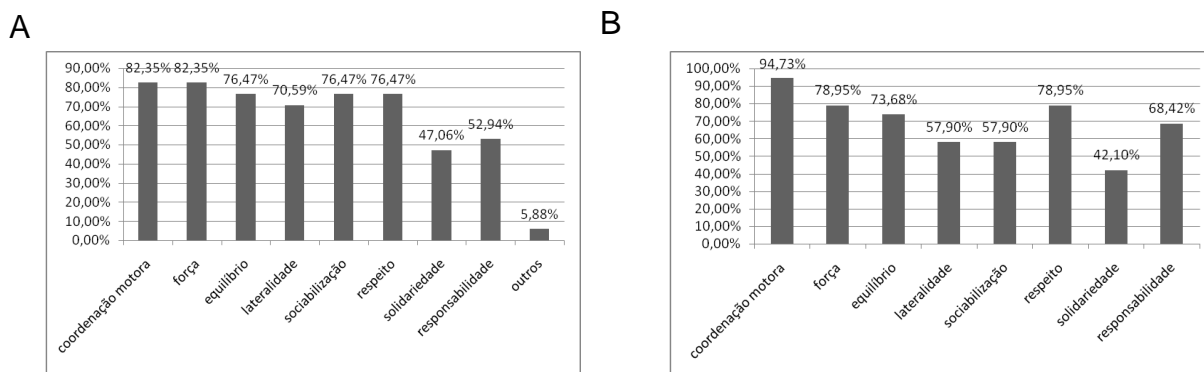 A
82,35% 82,35% 76,47% 70,59% 76,47% 76,47% 47,06% 52,94% 5,88%
90,00%
80,00%
70,00%
60,00%
50,00%
40,00%
30,00%
20,00%
10,00%
0,00%
coordenação motora
força
equilíbrio
lateralidade
sociabilização
respeito
solidariedade
responsabilidade
outros
B
94,73% 78,95% 73,68% 57,90% 57,90% 78,95% 42,10% 68,42%
100,00%
90,00%
80,00%
70,00%
60,00%
50,00%
40,00%
30,00%
20,00%
10,00%
0,00%
coordenação motora
força
equilíbrio
lateralidade
sociabilização
respeito
solidariedade
responsabilidade